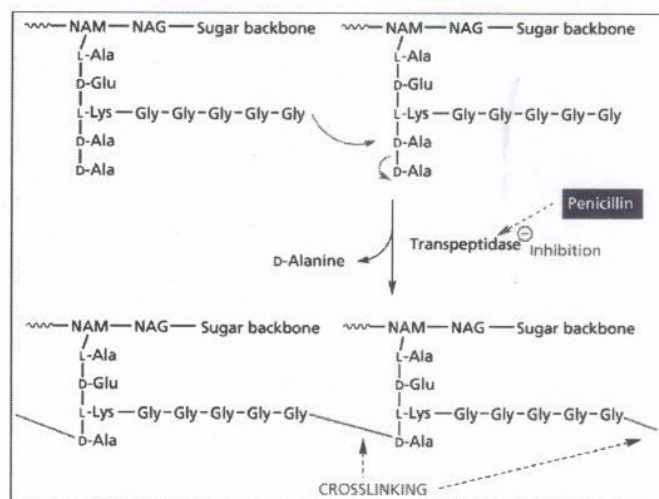 NAM — NAG — Sugar backbone NAM — NAG — Sugar backbone
L-Ala L-Ala
D-Glu D-Glu
L-Lys — Gly — Gly — Gly — Gly — Gly L-Lys — Gly — Gly — Gly — Gly — Gly
D-Ala D-Ala
D-Ala D-Ala
Penicillin
Transpeptidase − Inhibition
D-Alanine
NAM — NAG — Sugar backbone NAM — NAG — Sugar backbone
L-Ala L-Ala
D-Glu D-Glu
L-Lys — Gly — Gly — Gly — Gly — Gly L-Lys — Gly — Gly — Gly — Gly — Gly
D-Ala D-Ala
CROSSLINKING